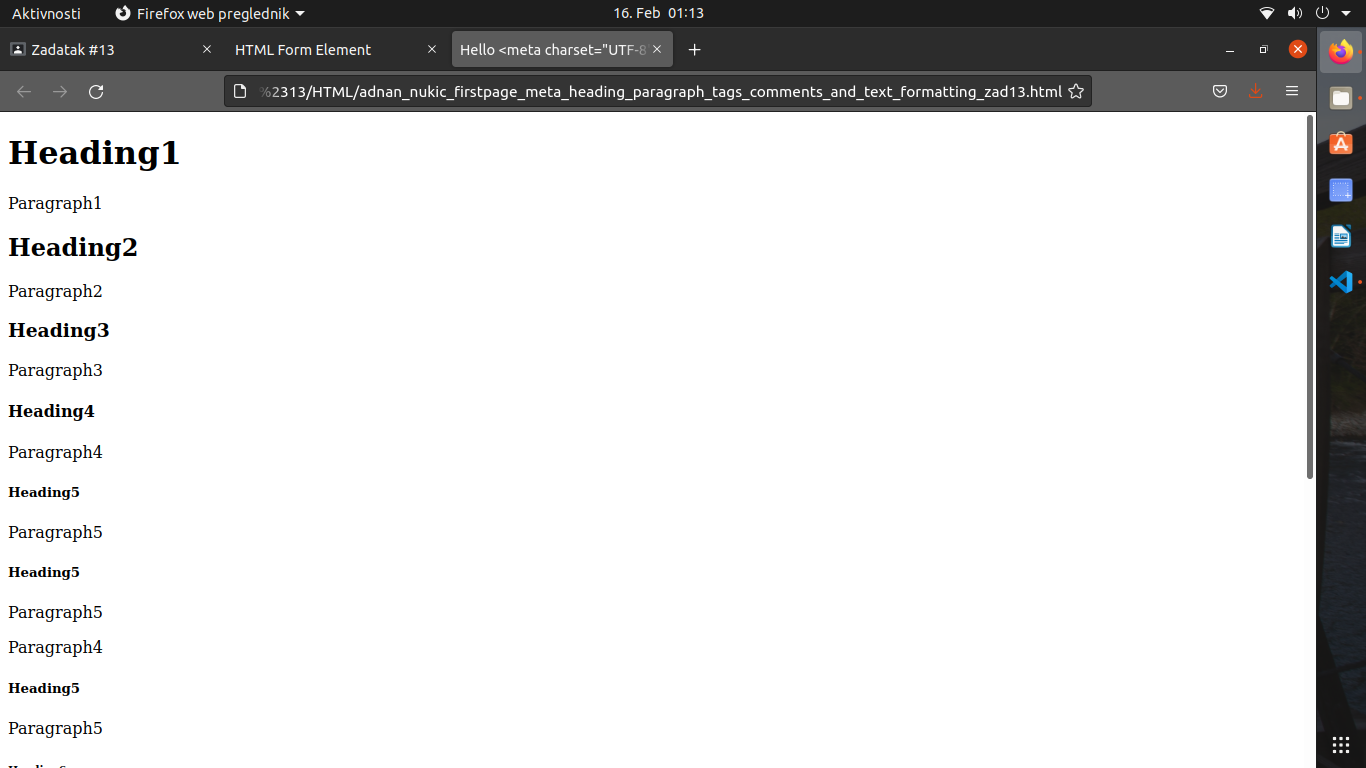 Aktivnosti Firefox web preglednik 16. Feb 01:13
Zadatak #13 HTML Form Element Hello <meta charset="UTF-8
%2313/HTML/adnan_nukic_firstpage_meta_heading_paragraph_tags_comments_and_text_formatting_zad13.html
Heading1
Paragraph1
Heading2
Paragraph2
Heading3
Paragraph3
Heading4
Paragraph4
Heading5
Paragraph5
Heading5
Paragraph5
Paragraph4
Heading5
Paragraph5